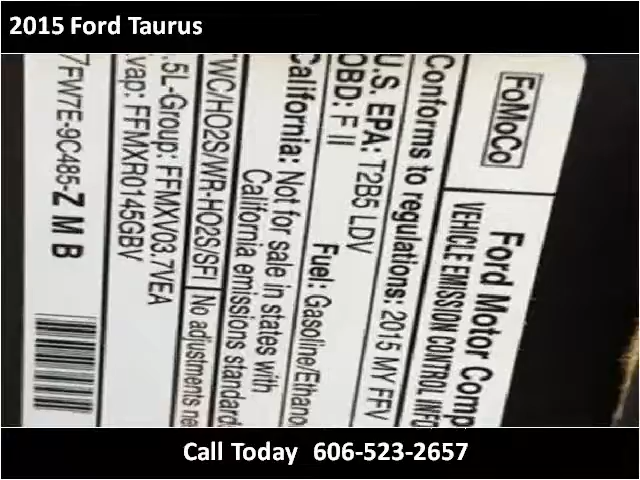 2015 Ford Taurus
FoMoCo
Ford Motor Comp
VEHICLE EMISSION CONTROL INFO
Conforms to regulations: 2015 MY FFV
U.S. EPA: T2B5 LDV
OBD: F II
Fuel: Gasoline/Ethano
California: Not for sale in states with
California emissions standard
TWC/HO2S/WR-HO2S/SFI
No adjustments ne
.5L-Group: FFMXV03.7VEA
vap: FFMXR0145GBV
7FW7E-9C485-Z M B
Call Today 606-523-2657